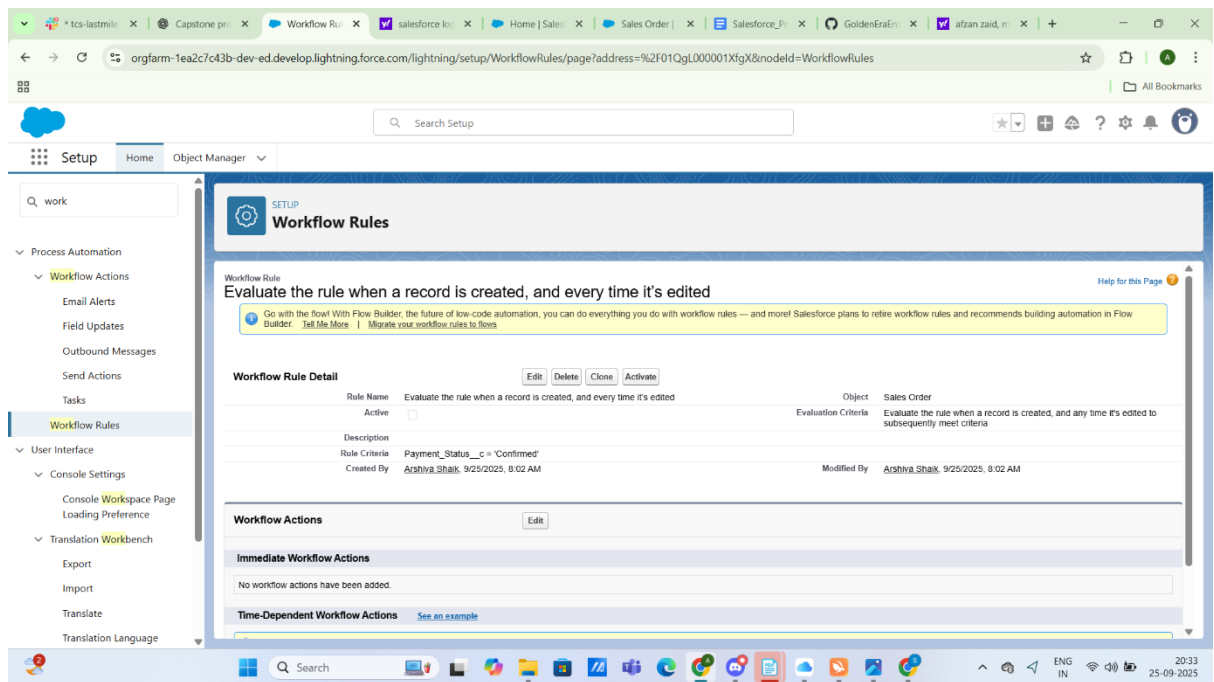 * tcs-lastmile
Capstone pro
Workflow Rul
salesforce log
Home | Sales
Sales Order |
Salesforce_Pr
GoldenEraEnt
afzan zaid, m
orgfarm-1ea2c7c43b-dev-ed.develop.lightning.force.com/lightning/setup/WorkflowRules/page?address=%2F01QgL000001XfgX&nodeId=WorkflowRules
A
All Bookmarks
Search Setup
Setup
Home
Object Manager
work
Process Automation
Workflow Actions
Email Alerts
Field Updates
Outbound Messages
Send Actions
Tasks
Workflow Rules
User Interface
Console Settings
Console Workspace Page
Loading Preference
Translation Workbench
Export
Import
Translate
Translation Language
SETUP
Workflow Rules
Workflow Rule
Evaluate the rule when a record is created, and every time it's edited
Help for this Page
Go with the flow! With Flow Builder, the future of low-code automation, you can do everything you do with workflow rules — and more! Salesforce plans to retire workflow rules and recommends building automation in Flow
Builder. Tell Me More | Migrate your workflow rules to flows
Workflow Rule Detail
Edit Delete Clone Activate
Rule Name Evaluate the rule when a record is created, and every time it's edited
Object Sales Order
Active
Evaluation Criteria Evaluate the rule when a record is created, and any time it's edited to
subsequently meet criteria
Description
Rule Criteria Payment_Status__c = 'Confirmed'
Created By Arshiya Shaik, 9/25/2025, 8:02 AM
Modified By Arshiya Shaik, 9/25/2025, 8:02 AM
Workflow Actions
Edit
Immediate Workflow Actions
No workflow actions have been added.
Time-Dependent Workflow Actions See an example
2
Search
ENG
IN
20:33
25-09-2025